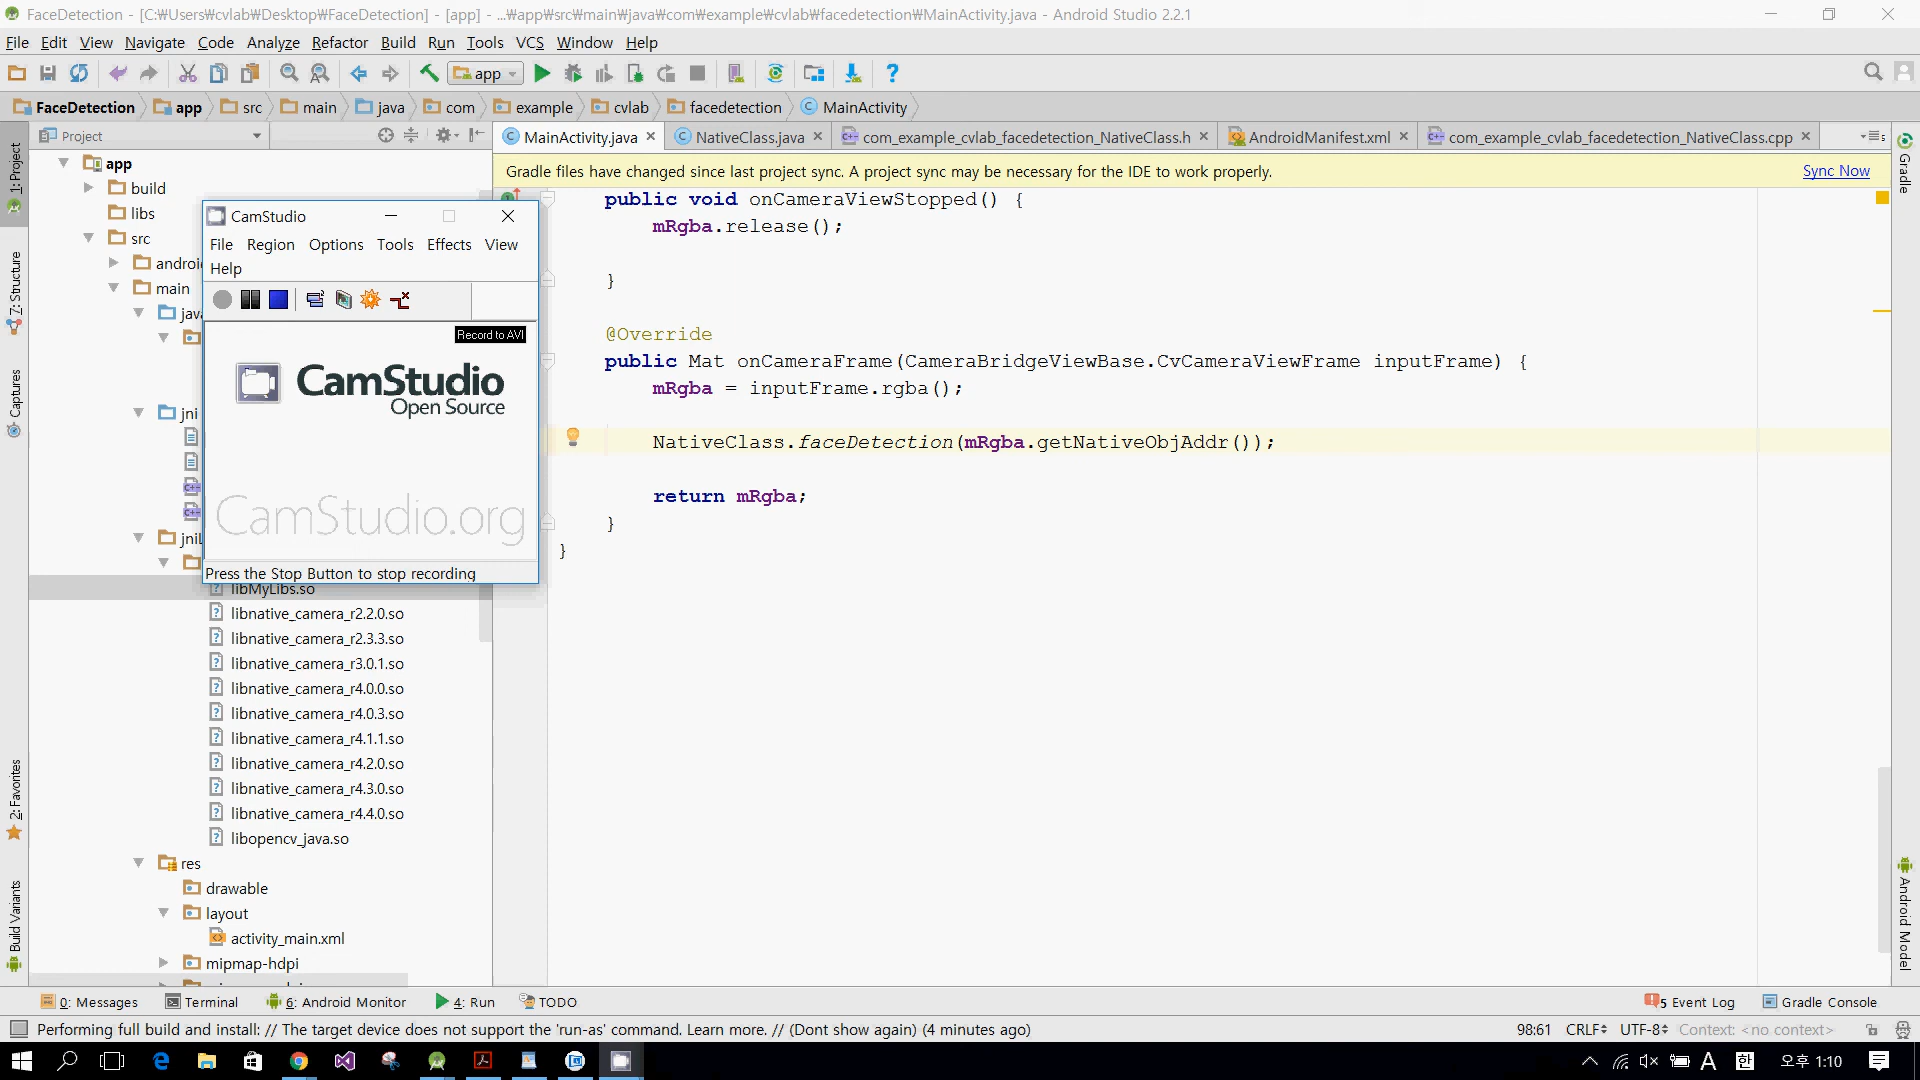 FaceDetection - [C:₩Users₩cvlab₩Desktop₩FaceDetection] - [app] - ...₩app₩src₩main₩java₩com₩example₩cvlab₩facedetection₩MainActivity.java - Android Studio 2.2.1
File Edit View Navigate Code Analyze Refactor Build Run Tools VCS Window Help
app
FaceDetection app src main java com example cvlab facedetection MainActivity
Project
MainActivity.java NativeClass.java com_example_cvlab_facedetection_NativeClass.h AndroidManifest.xml com_example_cvlab_facedetection_NativeClass.cpp
Gradle files have changed since last project sync. A project sync may be necessary for the IDE to work properly. Sync Now
1: Project
7: Structure
Captures
2: Favorites
Build Variants
Gradle
Android Model
app
build
libs
src
androi
main
java
jni
jni
CamStudio
File Region Options Tools Effects View
Help
Record to AVI
CamStudio
Open Source
CamStudio.org
Press the Stop Button to stop recording
libMyLibs.so
libnative_camera_r2.2.0.so
libnative_camera_r2.3.3.so
libnative_camera_r3.0.1.so
libnative_camera_r4.0.0.so
libnative_camera_r4.0.3.so
libnative_camera_r4.1.1.so
libnative_camera_r4.2.0.so
libnative_camera_r4.3.0.so
libnative_camera_r4.4.0.so
libopencv_java.so
res
drawable
layout
activity_main.xml
mipmap-hdpi
public void onCameraViewStopped() {
mRgba.release();
}
@Override
public Mat onCameraFrame(CameraBridgeViewBase.CvCameraViewFrame inputFrame) {
mRgba = inputFrame.rgba();
NativeClass.faceDetection(mRgba.getNativeObjAddr());
return mRgba;
}
}
0: Messages Terminal 6: Android Monitor 4: Run TODO 5 Event Log Gradle Console
Performing full build and install: // The target device does not support the 'run-as' command. Learn more. // (Dont show again) (4 minutes ago) 98:61 CRLF UTF-8 Context: <no context>
A 한 오후 1:10